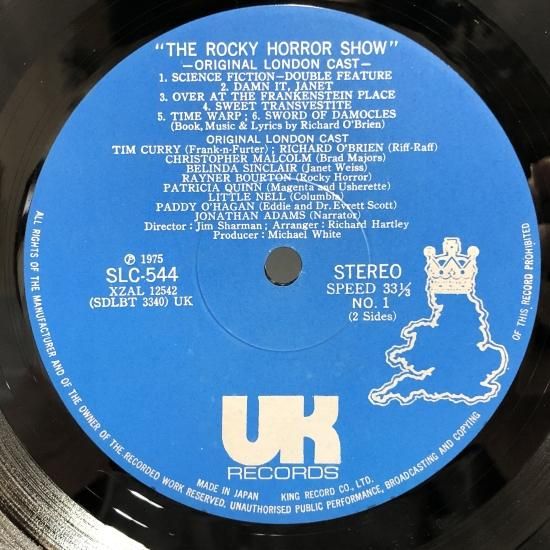 "THE ROCKY HORROR SHOW"
—ORIGINAL LONDON CAST—
1. SCIENCE FICTION—DOUBLE FEATURE
2. DAMN IT, JANET
3. OVER AT THE FRANKENSTEIN PLACE
4. SWEET TRANSVESTITE
5. TIME WARP ; 6. SWORD OF DAMOCLES
(Book, Music & Lyrics by Richard O'Brien)
ORIGINAL LONDON CAST
TIM CURRY (Frank-n-Furter) ; RICHARD O'BRIEN (Riff-Raff)
CHRISTOPHER MALCOLM (Brad Majors)
BELINDA SINCLAIR (Janet Weiss)
RAYNER BOURTON (Rocky Horror)
PATRICIA QUINN (Magenta and Usherette)
LITTLE NELL (Columbia)
PADDY O'HAGAN (Eddie and Dr. Evrett Scott)
JONATHAN ADAMS (Narrator)
Director : Jim Sharman ; Arranger : Richard Hartley
Producer : Michael White
℗ 1975
SLC-544
XZAL 12542
(SDLBT 3340) UK
STEREO
SPEED 33⅓
NO. 1
(2 Sides)
UK
RECORDS
MADE IN JAPAN KING RECORD CO., LTD.
ALL RIGHTS OF THE MANUFACTURER AND OF THE OWNER OF THE RECORDED WORK RESERVED. UNAUTHORISED PUBLIC PERFORMANCE, BROADCASTING AND COPYING OF THIS RECORD PROHIBITED